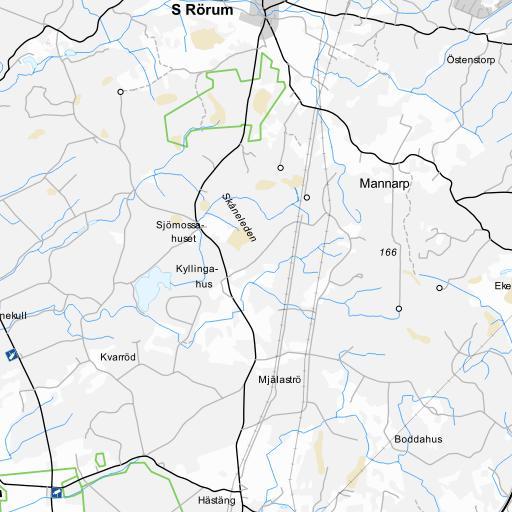 S Rörum
Östenstorp
Mannarp
Skåneleden
Sjömossa-
huset
166
Kyllinga-
hus
Eke
nekull
Kvarröd
Mjälaströ
Boddahus
Hästäng